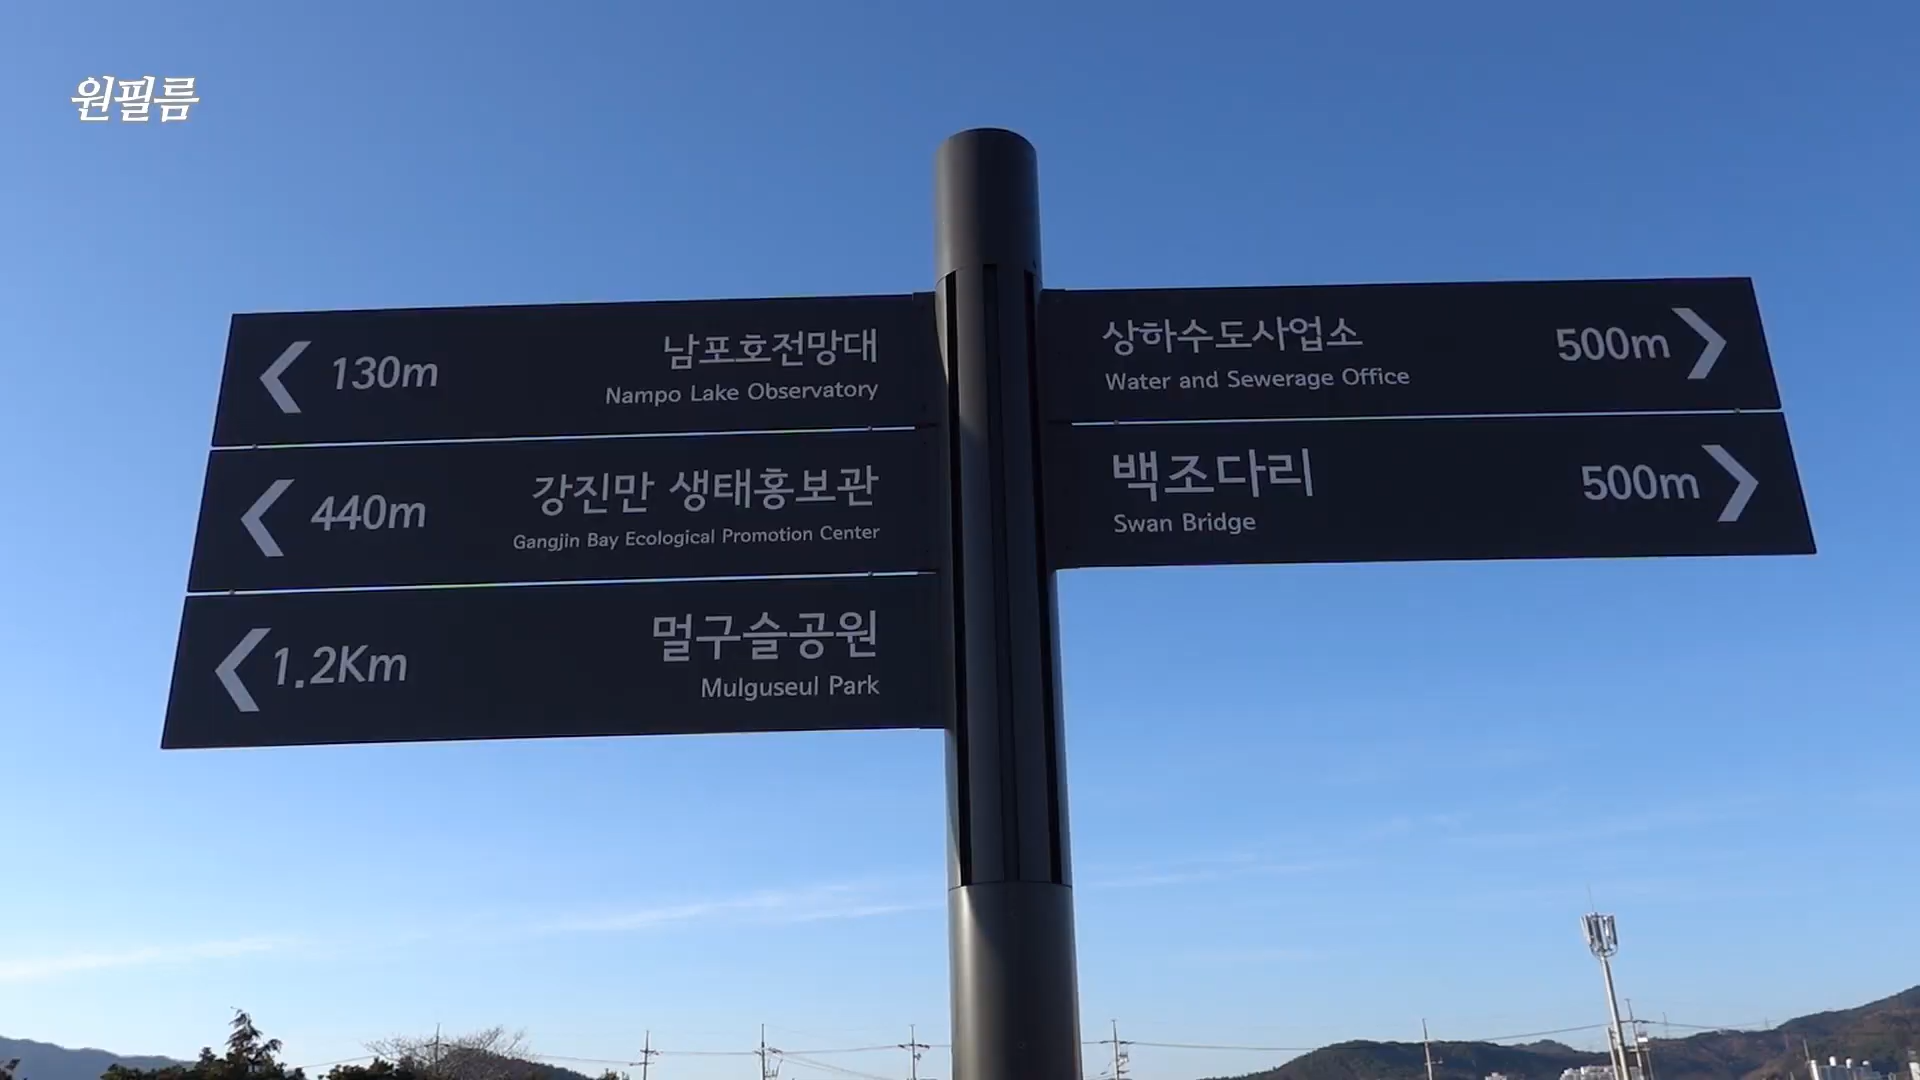 원필름
130m
남포호전망대
Nampo Lake Observatory
440m
강진만 생태홍보관
Gangjin Bay Ecological Promotion Center
1.2Km
멀구슬공원
Mulguseul Park
상하수도사업소
500m
Water and Sewerage Office
백조다리
500m
Swan Bridge